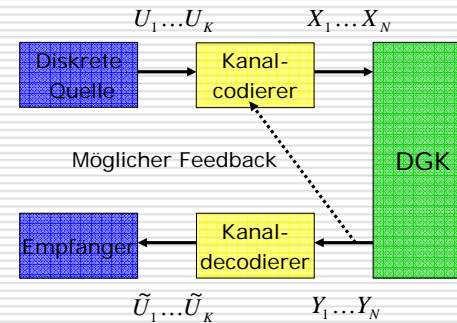 U₁…U_K
X₁…X_N
Diskrete
Quelle
Kanal-
codierer
Möglicher Feedback
DGK
Empfänger
Kanal-
decodierer
Ũ₁…Ũ_K
Y₁…Y_N